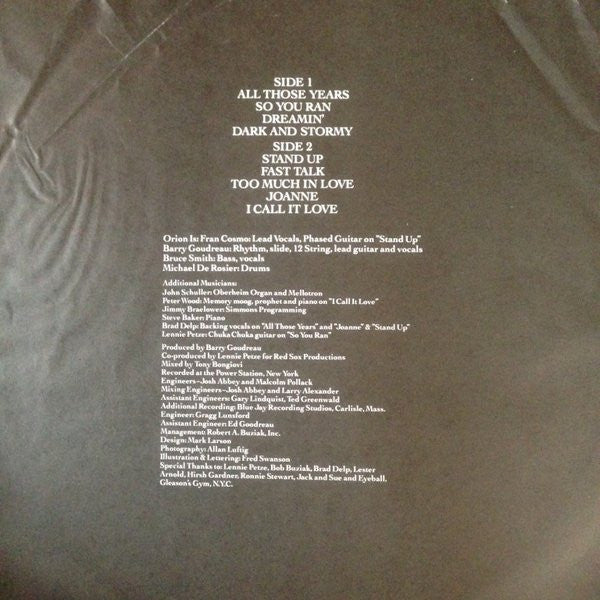 SIDE 1
ALL THOSE YEARS
SO YOU RAN
DREAMIN'
DARK AND STORMY
SIDE 2
STAND UP
FAST TALK
TOO MUCH IN LOVE
JOANNE
I CALL IT LOVE
Orion Is: Fran Cosmo: Lead Vocals, Phased Guitar on "Stand Up"
Barry Goudreau: Rhythm, slide, 12 String, lead guitar and vocals
Bruce Smith: Bass, vocals
Michael De Rosier: Drums
Additional Musicians:
John Schuller: Oberheim Organ and Mellotron
Peter Wood: Memory moog, prophet and piano on "I Call It Love"
Jimmy Braelower: Simmons Programming
Steve Baker: Piano
Brad Delp: Backing vocals on "All Those Years" and "Joanne" & "Stand Up"
Lennie Petze: Chuka Chuka guitar on "So You Ran"
Produced by Barry Goudreau
Co-produced by Lennie Petze for Red Sox Productions
Mixed by Tony Bongiovi
Recorded at the Power Station, New York
Engineers–Josh Abbey and Malcolm Pollack
Mixing Engineers–Josh Abbey and Larry Alexander
Assistant Engineers: Gary Lindquist, Ted Greenwald
Additional Recording: Blue Jay Recording Studios, Carlisle, Mass.
Engineer: Gragg Lunsford
Assistant Engineer: Ed Goodreau
Management: Robert A. Buziak, Inc.
Design: Mark Larson
Photography: Allan Luftig
Illustration & Lettering: Fred Swanson
Special Thanks to: Lennie Petze, Bob Buziak, Brad Delp, Lester
Arnold, Hirsh Gardner, Ronnie Stewart, Jack and Sue and Eyeball.
Gleason's Gym, N.Y.C.